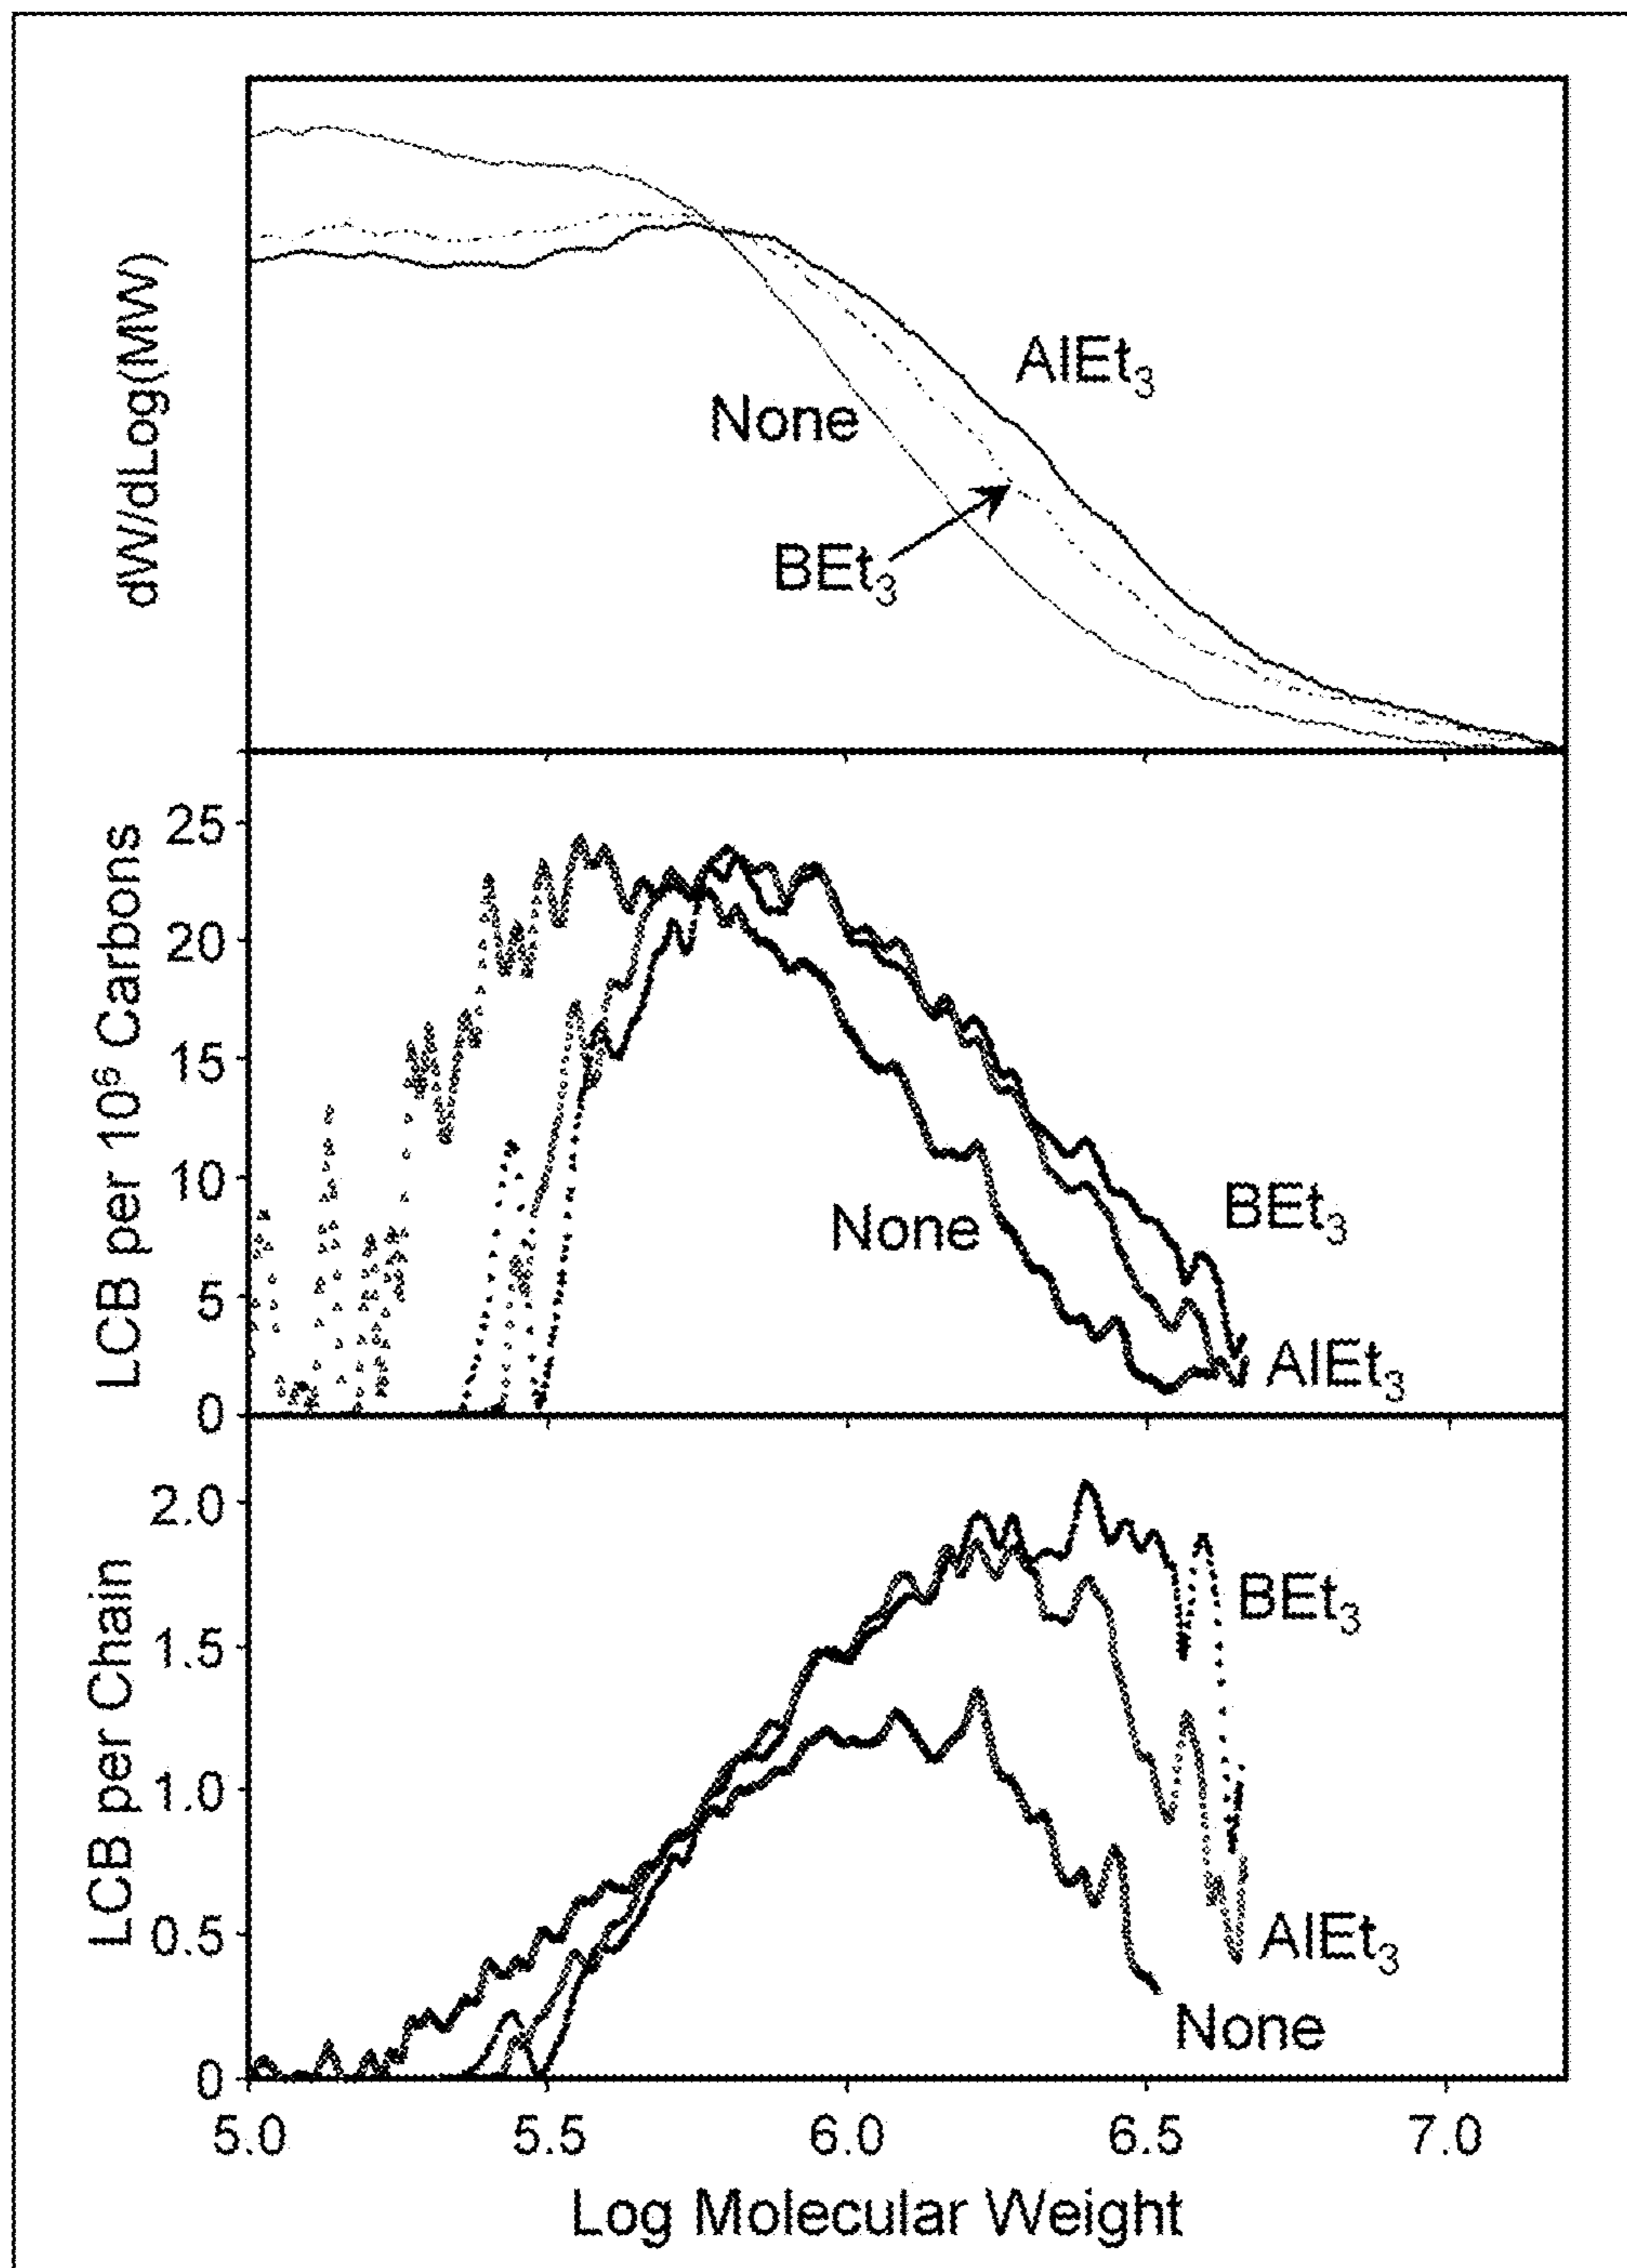 dW/dLog(MW)
AlEt₃
None
BEt₃
LCB per 10⁶ Carbons
25
20
15
10
5
0
None
BEt₃
AlEt₃
LCB per Chain
2.0
1.5
1.0
0.5
0
BEt₃
AlEt₃
None
5.0 5.5 6.0 6.5 7.0
Log Molecular Weight